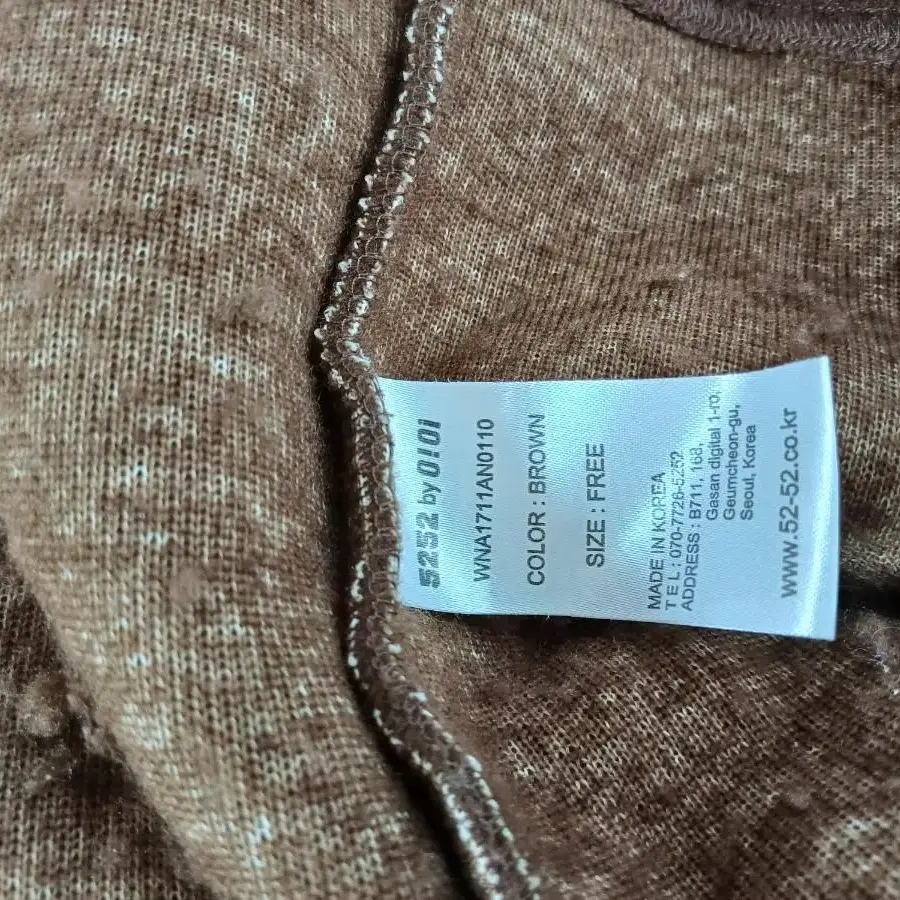 5252 by O!Oi
WNA1711AN0110
COLOR : BROWN
SIZE : FREE
MADE IN KOREA
TEL : 070-7726-5252
ADDRESS : B711, 168,
Gasan digital 1-ro,
Geumcheon-gu,
Seoul, Korea
www.52-52.co.kr